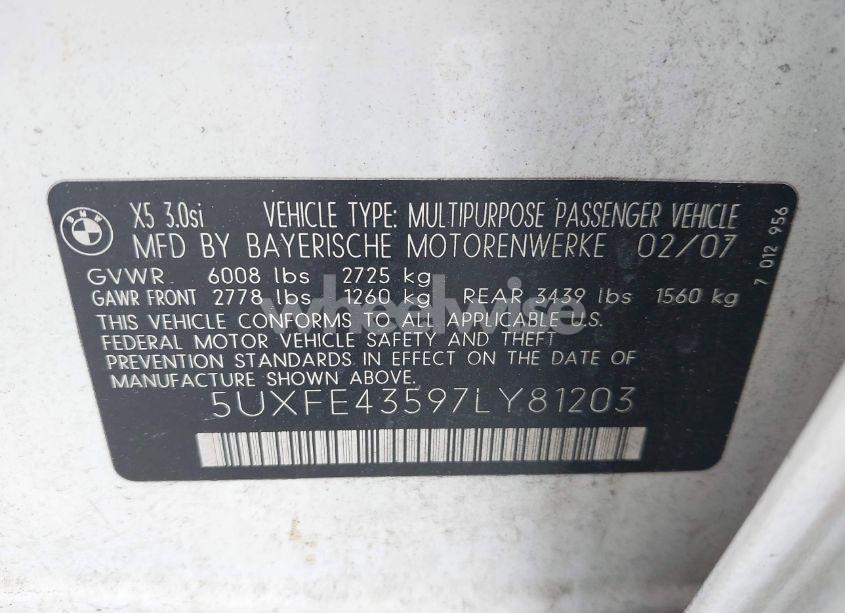 BMW
X5 3.0si VEHICLE TYPE: MULTIPURPOSE PASSENGER VEHICLE
MFD BY BAYERISCHE MOTORENWERKE 02/07
GVWR 6008 lbs 2725 kg
GAWR FRONT 2778 lbs 1260 kg REAR 3439 lbs 1560 kg
THIS VEHICLE CONFORMS TO ALL APPLICABLE U.S.
FEDERAL MOTOR VEHICLE SAFETY AND THEFT
PREVENTION STANDARDS IN EFFECT ON THE DATE OF
MANUFACTURE SHOWN ABOVE.
5UXFE43597LY81203
7 012 956
wheelwise